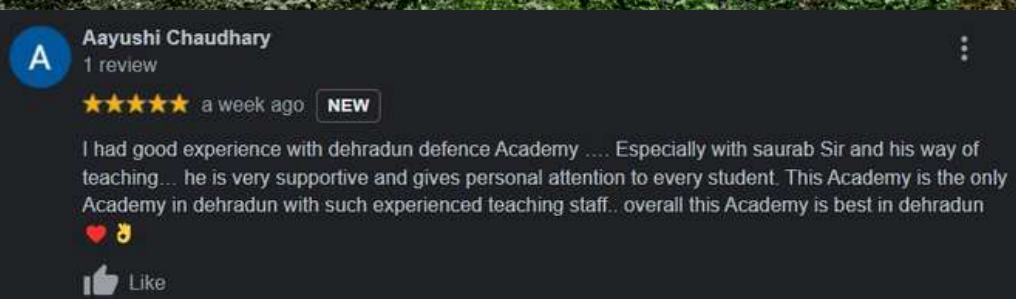 A
Aayushi Chaudhary
1 review
a week ago NEW
I had good experience with dehradun defence Academy .... Especially with saurab Sir and his way of
teaching... he is very supportive and gives personal attention to every student. This Academy is the only
Academy in dehradun with such experienced teaching staff.. overall this Academy is best in dehradun
❤️👌
Like